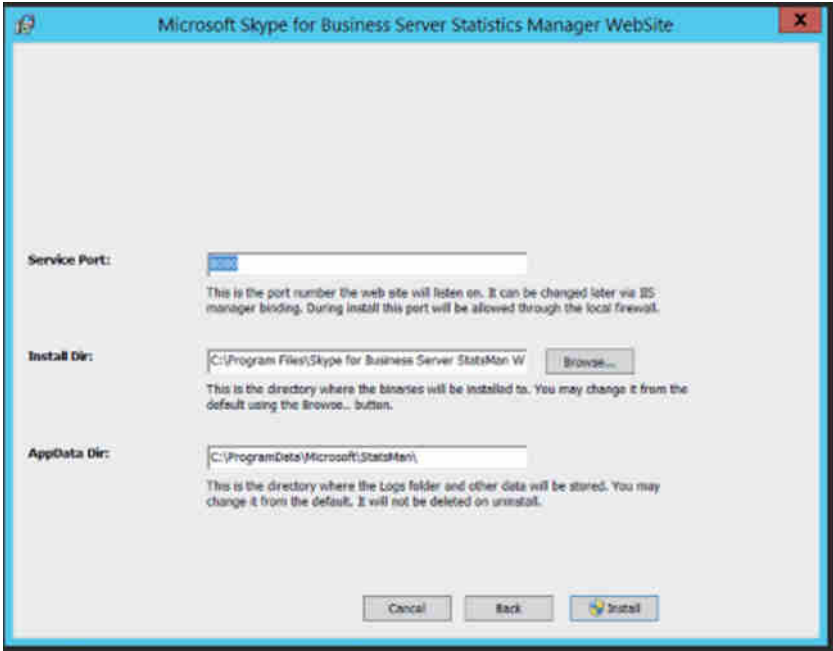 Microsoft Skype for Business Server Statistics Manager WebSite
X
Service Port:
8080
This is the port number the web site will listen on. It can be changed later via IIS
manager binding. During install this port will be allowed through the local firewall.
Install Dir:
C:\Program Files\Skype for Business Server StatsMan W
Browse...
This is the directory where the binaries will be installed to. You may change it from the
default using the Browse... button.
AppData Dir:
C:\ProgramData\Microsoft\StatsMan\
This is the directory where the Logs folder and other data will be stored. You may
change it from the default. It will not be deleted on uninstall.
Cancel
Back
Install